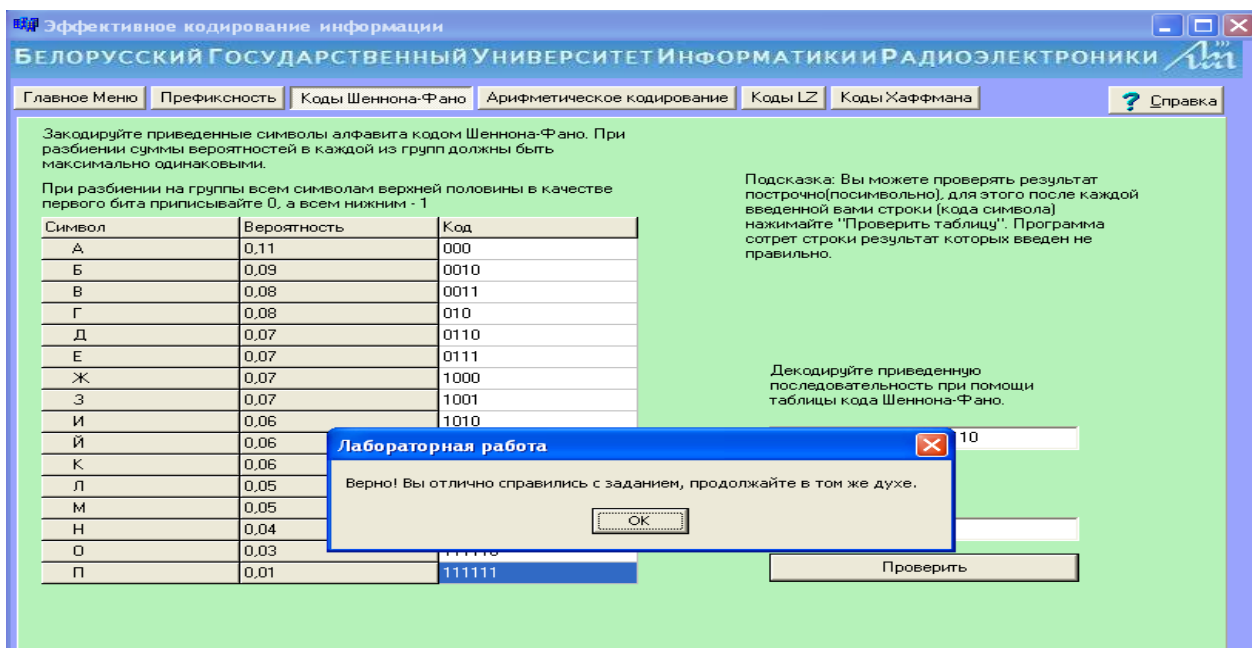 Эффективное кодирование информации
БЕЛОРУССКИЙ ГОСУДАРСТВЕННЫЙ УНИВЕРСИТЕТ ИНФОРМАТИКИ И РАДИОЭЛЕКТРОНИКИ
Главное Меню Префиксность Коды Шеннона-Фано Арифметическое кодирование Коды LZ Коды Хаффмана ? Справка
Закодируйте приведенные символы алфавита кодом Шеннона-Фано. При
разбиении суммы вероятностей в каждой из групп должны быть
максимально одинаковыми.
При разбиении на группы всем символам верхней половины в качестве
первого бита приписывайте 0, а всем нижним - 1
Символ Вероятность Код
А 0,11 000
Б 0,09 0010
В 0,08 0011
Г 0,08 010
Д 0,07 0110
Е 0,07 0111
Ж 0,07 1000
З 0,07 1001
И 0,06 1010
Й 0,06
К 0,06
Л 0,05
М 0,05
Н 0,04
О 0,03 111110
П 0,01 111111
Подсказка: Вы можете проверять результат
построчно(посимвольно), для этого после каждой
введенной вами строки (кода символа)
нажимайте "Проверить таблицу". Программа
сотрет строки результат которых введен не
правильно.
Декодируйте приведенную
последовательность при помощи
таблицы кода Шеннона-Фано.
10
Лабораторная работа
Верно! Вы отлично справились с заданием, продолжайте в том же духе.
OK
Проверить